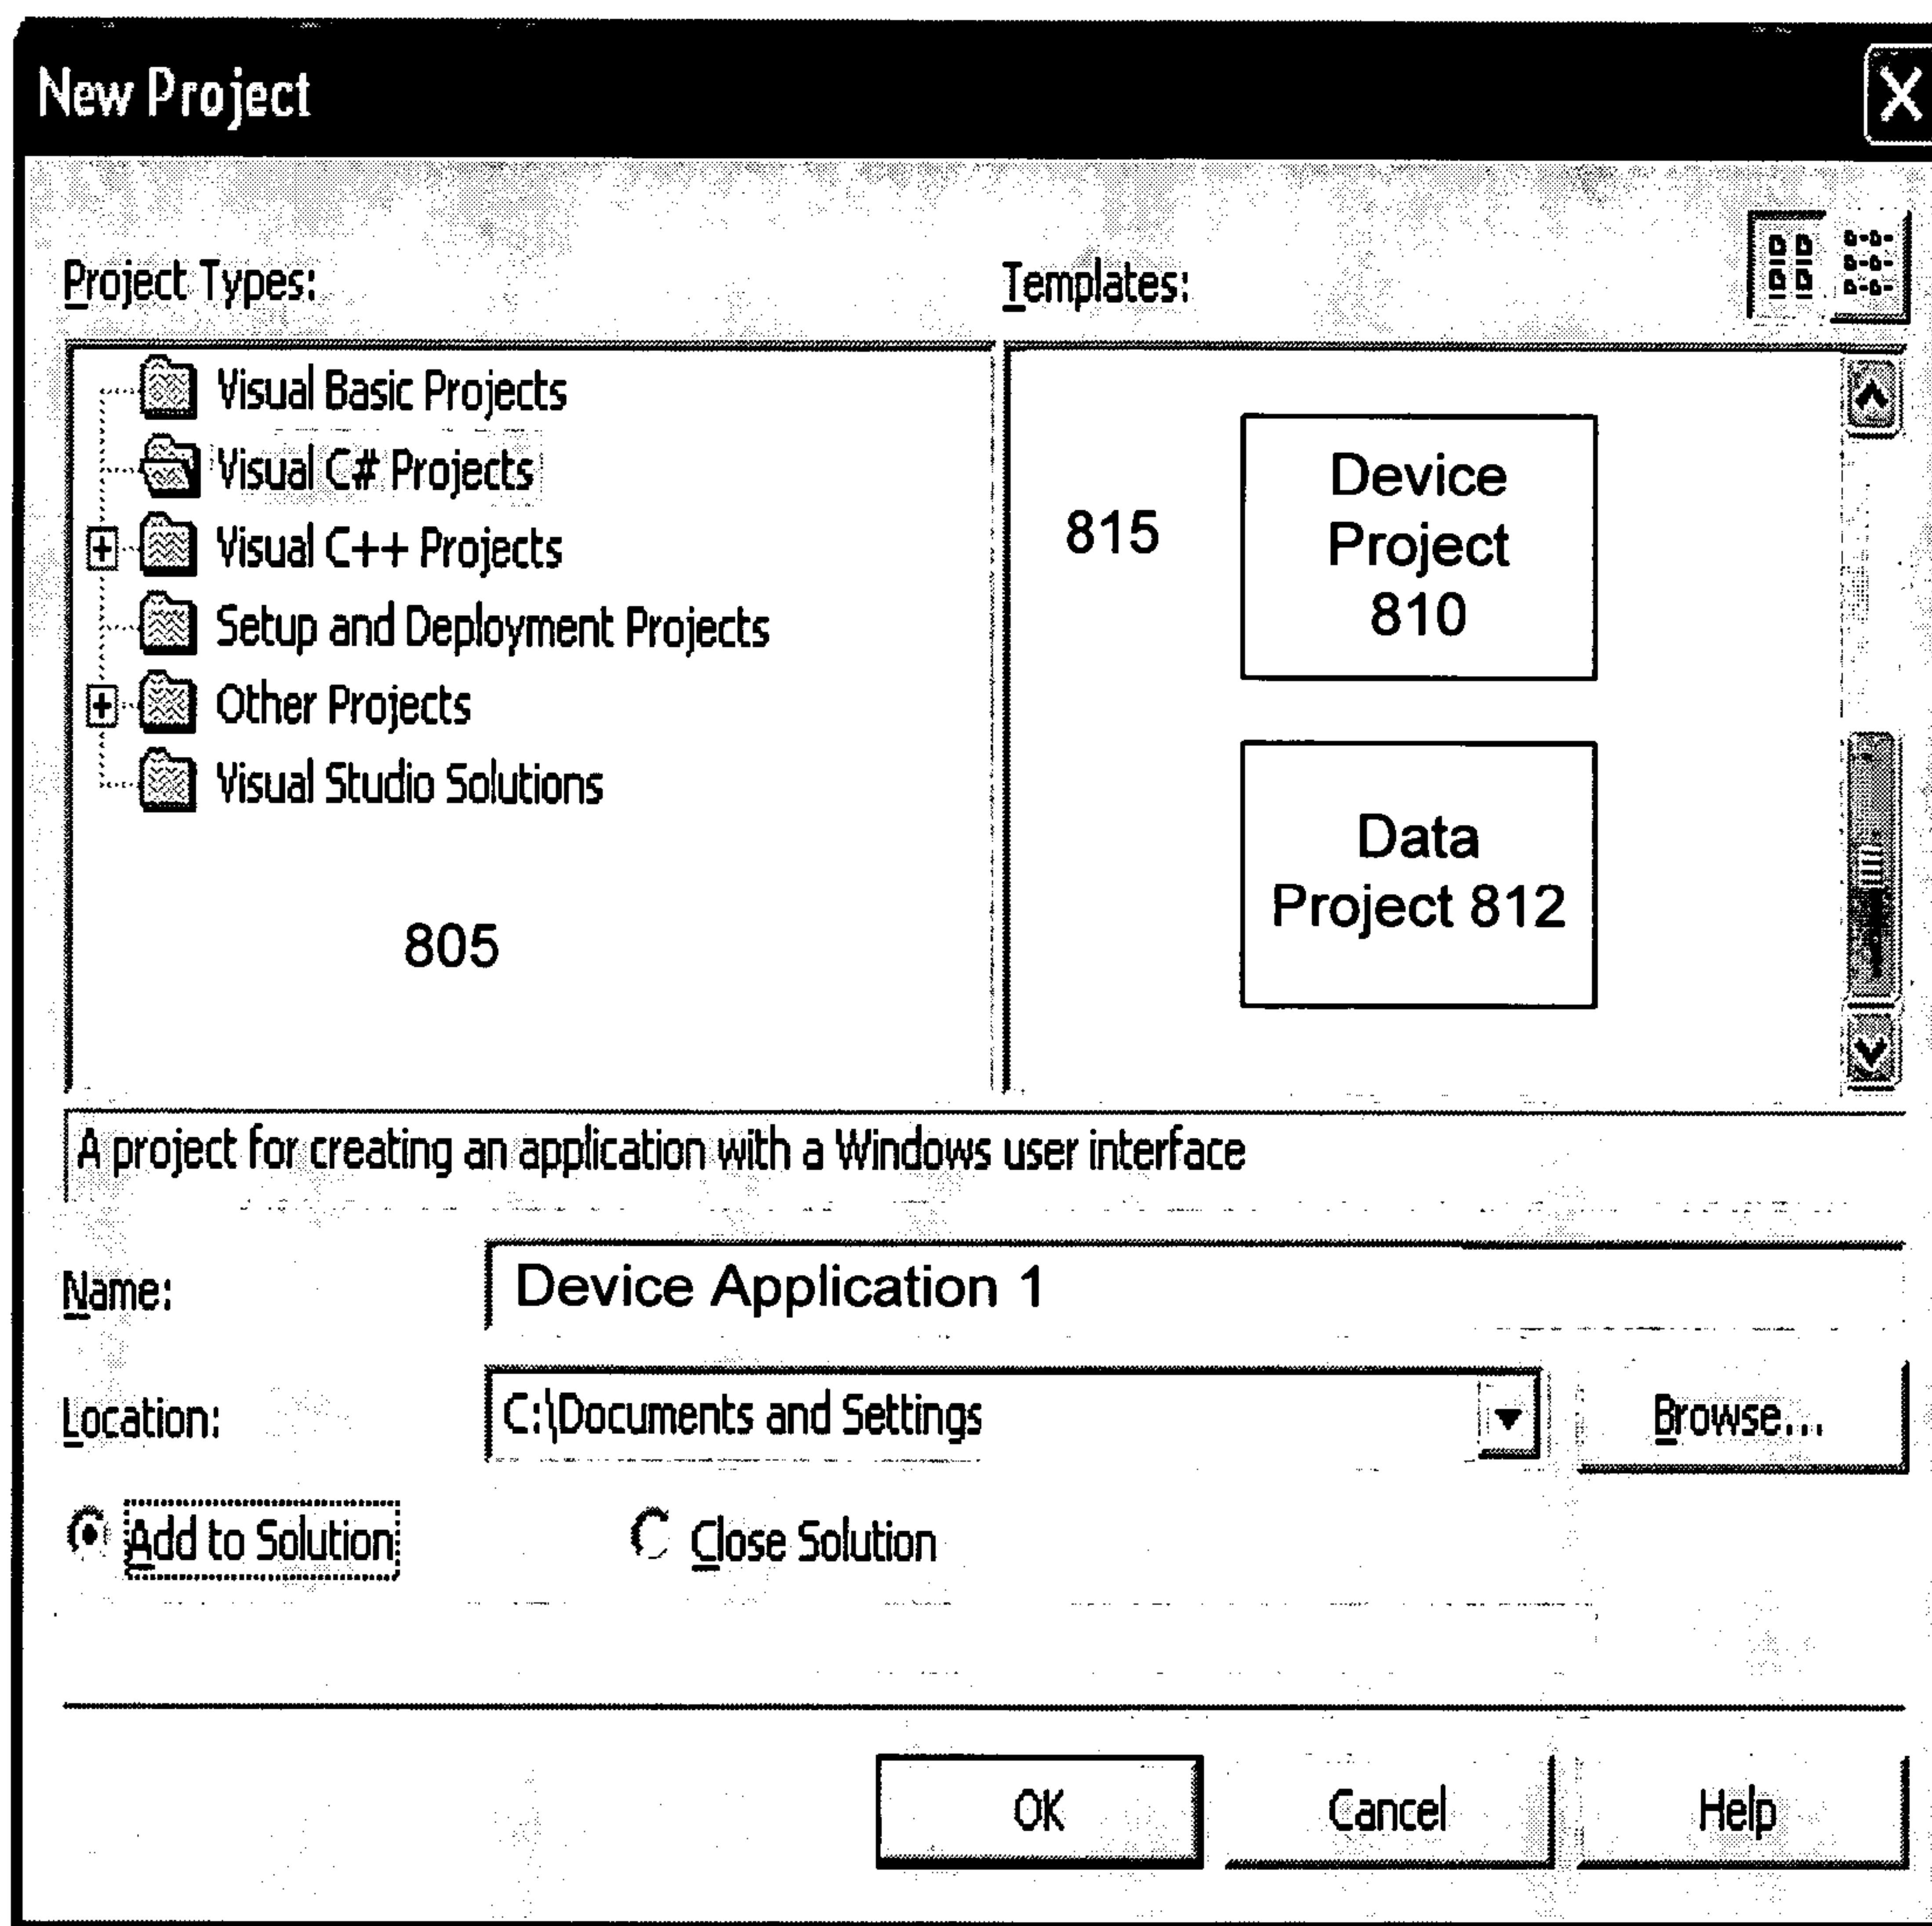 New Project
Project Types:
Templates:
Visual Basic Projects
Visual C# Projects
Visual C++ Projects
Setup and Deployment Projects
Other Projects
Visual Studio Solutions
805
815
Device
Project
810
Data
Project 812
A project for creating an application with a Windows user interface
Name:
Device Application 1
Location:
C:\Documents and Settings
Browse...
Add to Solution
Close Solution
OK
Cancel
Help